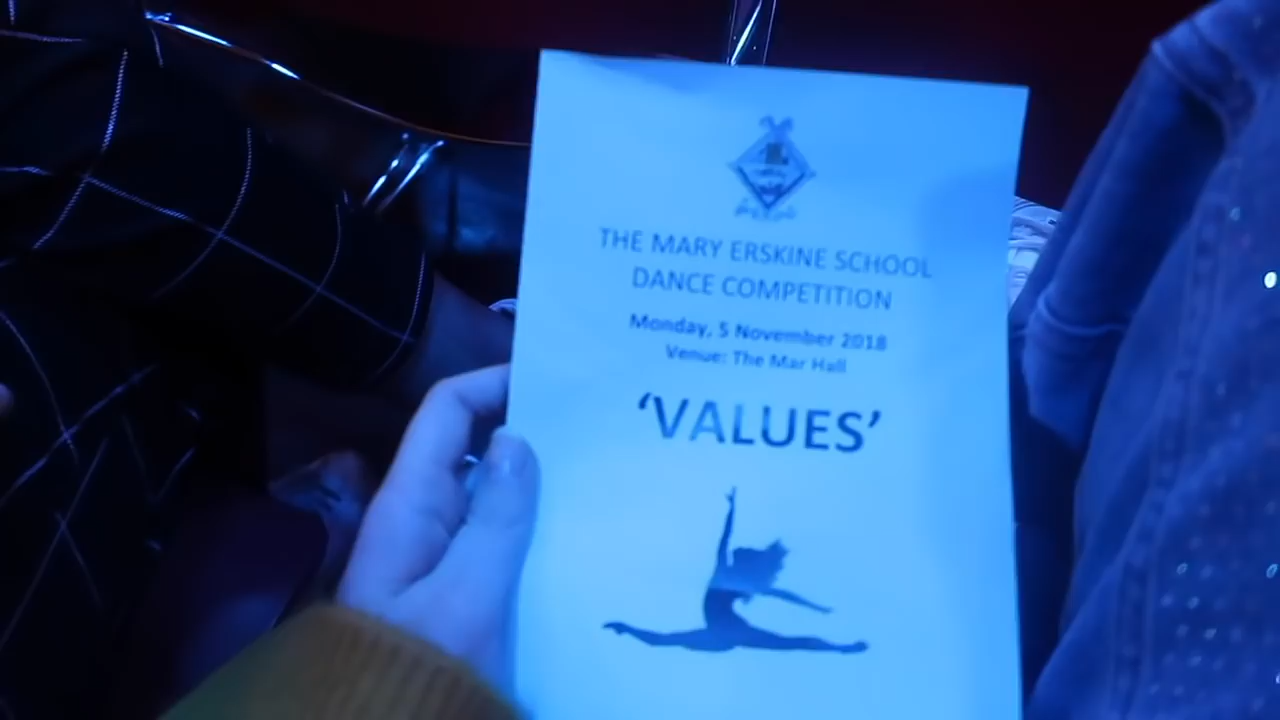 THE MARY ERSKINE SCHOOL
DANCE COMPETITION
Monday, 5 November 2018
Venue: The Mar Hall
‘VALUES’